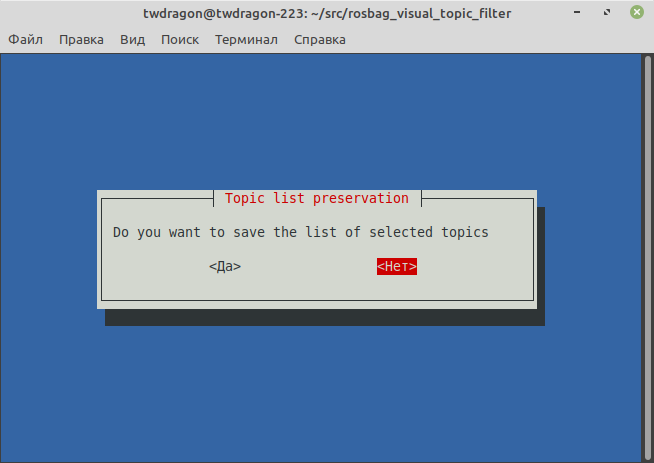 twdragon@twdragon-223: ~/src/rosbag_visual_topic_filter
Файл Правка Вид Поиск Терминал Справка
Topic list preservation
Do you want to save the list of selected topics
<Да> <Нет>